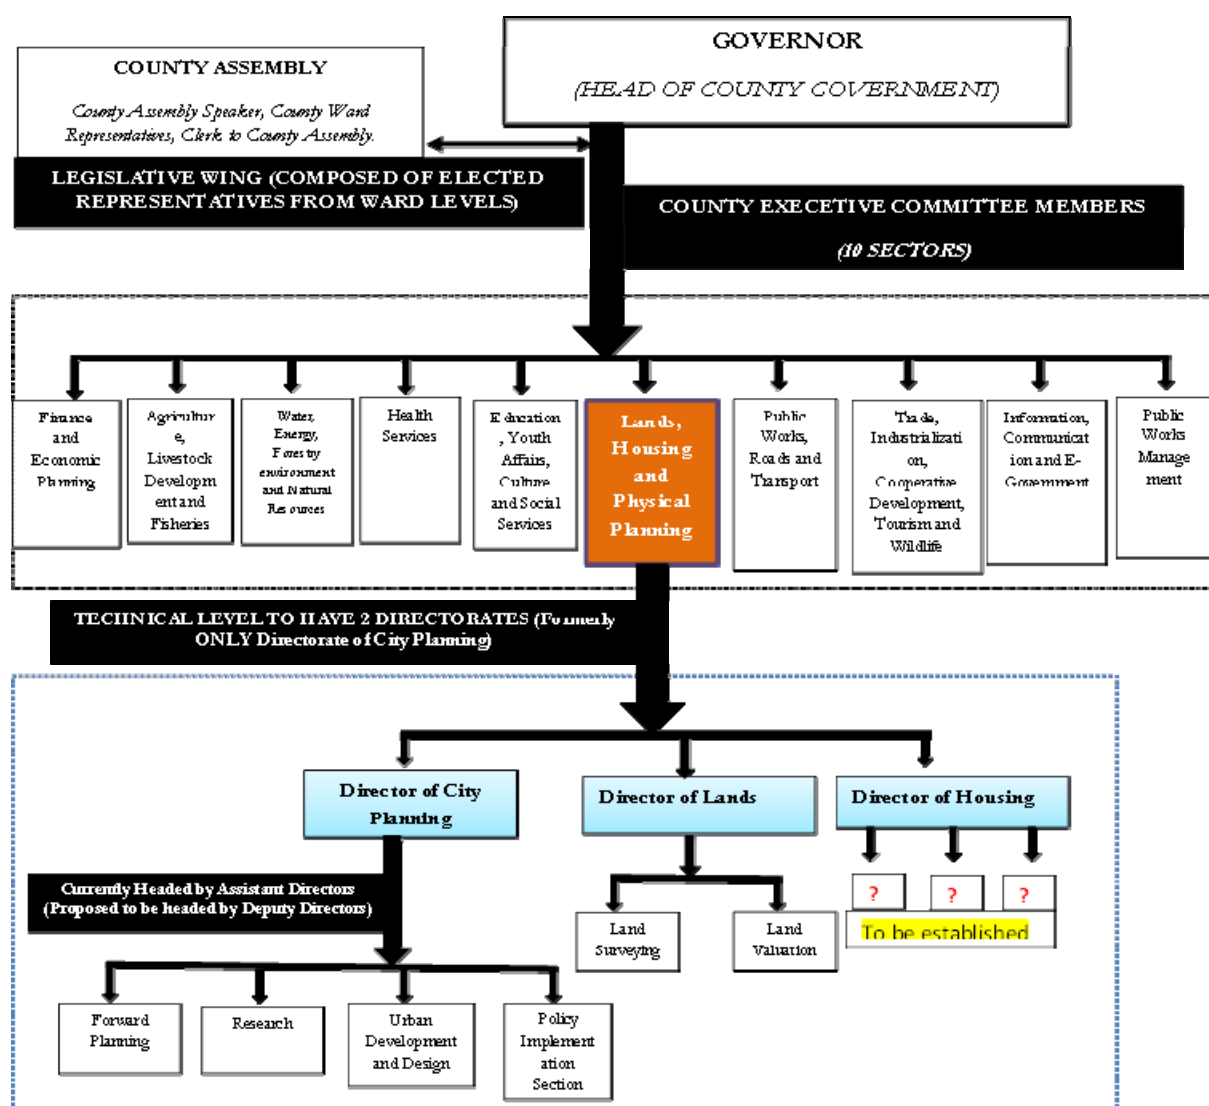 GOVERNOR
(HEAD OF COUNTY GOVERNMENT)
COUNTY ASSEMBLY
County Assembly Speaker, County Ward
Representatives, Clerk to County Assembly.
LEGISLATIVE WING (COMPOSED OF ELECTED
REPRESENTATIVES FROM WARD LEVELS)
COUNTY EXECETIVE COMMITTEE MEMBERS
(10 SECTORS)
Finance
and
Economic
Planning
Agricultur
e,
Livestock
Developm
ent and
Fisheries
Water,
Energy,
Forestry
environment
and Natural
Resources
Health
Services
Education
, Youth
Affairs,
Culture
and Social
Services
Lands,
Housing
and
Physical
Planning
Public
Works,
Roads and
Transport
Trade,
Industrializati
on,
Cooperative
Development,
Tourism and
Wildlife
Information,
Communicat
ion and E-
Government
Public
Works
Manage
ment
TECHNICAL LEVEL TO HAVE 2 DIRECTORATES (Formerly
ONLY Directorate of City Planning)
Director of City
Planning
Director of Lands
Director of Housing
Currently Headed by Assistant Directors
(Proposed to be headed by Deputy Directors)
?
?
?
To be established
Land
Surveying
Land
Valuation
Forward
Planning
Research
Urban
Development
and Design
Policy
Implement
ation
Section